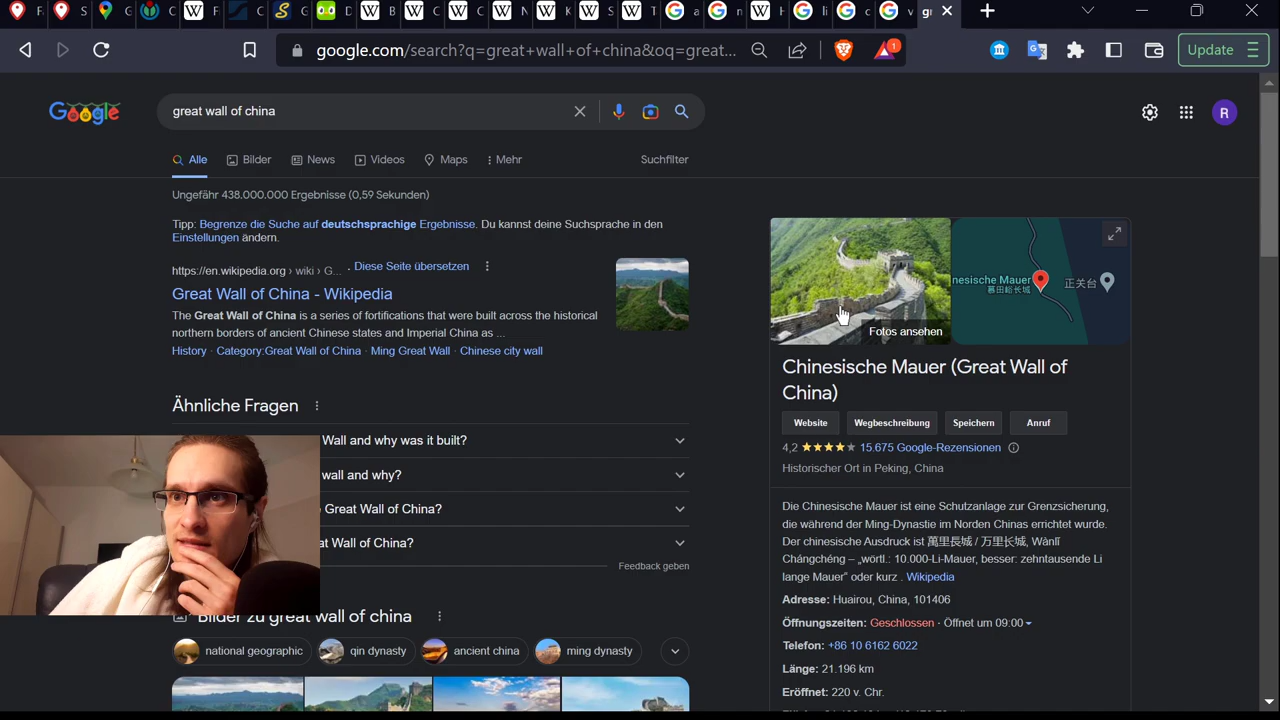 F
S
C
F
C
C
D
B
C
C
N
K
S
T
a
n
H
li
c
v
gr
google.com/search?q=great+wall+of+china&oq=great...
1
Update
Google
great wall of china
R
Alle
Bilder
News
Videos
Maps
Mehr
Suchfilter
Ungefähr 438.000.000 Ergebnisse (0,59 Sekunden)
Tipp: Begrenze die Suche auf deutschsprachige Ergebnisse. Du kannst deine Suchsprache in den
Einstellungen ändern.
https://en.wikipedia.org › wiki › G... · Diese Seite übersetzen
Great Wall of China - Wikipedia
The Great Wall of China is a series of fortifications that were built across the historical
northern borders of ancient Chinese states and Imperial China as ...
History · Category:Great Wall of China · Ming Great Wall · Chinese city wall
Ähnliche Fragen
Wall and why was it built?
wall and why?
Great Wall of China?
at Wall of China?
Feedback geben
Bilder zu great wall of china
national geographic
qin dynasty
ancient china
ming dynasty
Fotos ansehen
nesische Mauer
慕田峪长城
正关台
Chinesische Mauer (Great Wall of
China)
Website
Wegbeschreibung
Speichern
Anruf
4,2 ★★★★★ 15.675 Google-Rezensionen
Historischer Ort in Peking, China
Die Chinesische Mauer ist eine Schutzanlage zur Grenzsicherung,
die während der Ming-Dynastie im Norden Chinas errichtet wurde.
Der chinesische Ausdruck ist 萬里長城 / 万里长城, Wànlǐ
Chángchéng – „wörtl.: 10.000-Li-Mauer, besser: zehntausende Li
lange Mauer“ oder kurz . Wikipedia
Adresse: Huairou, China, 101406
Öffnungszeiten: Geschlossen · Öffnet um 09:00
Telefon: +86 10 6162 6022
Länge: 21.196 km
Eröffnet: 220 v. Chr.